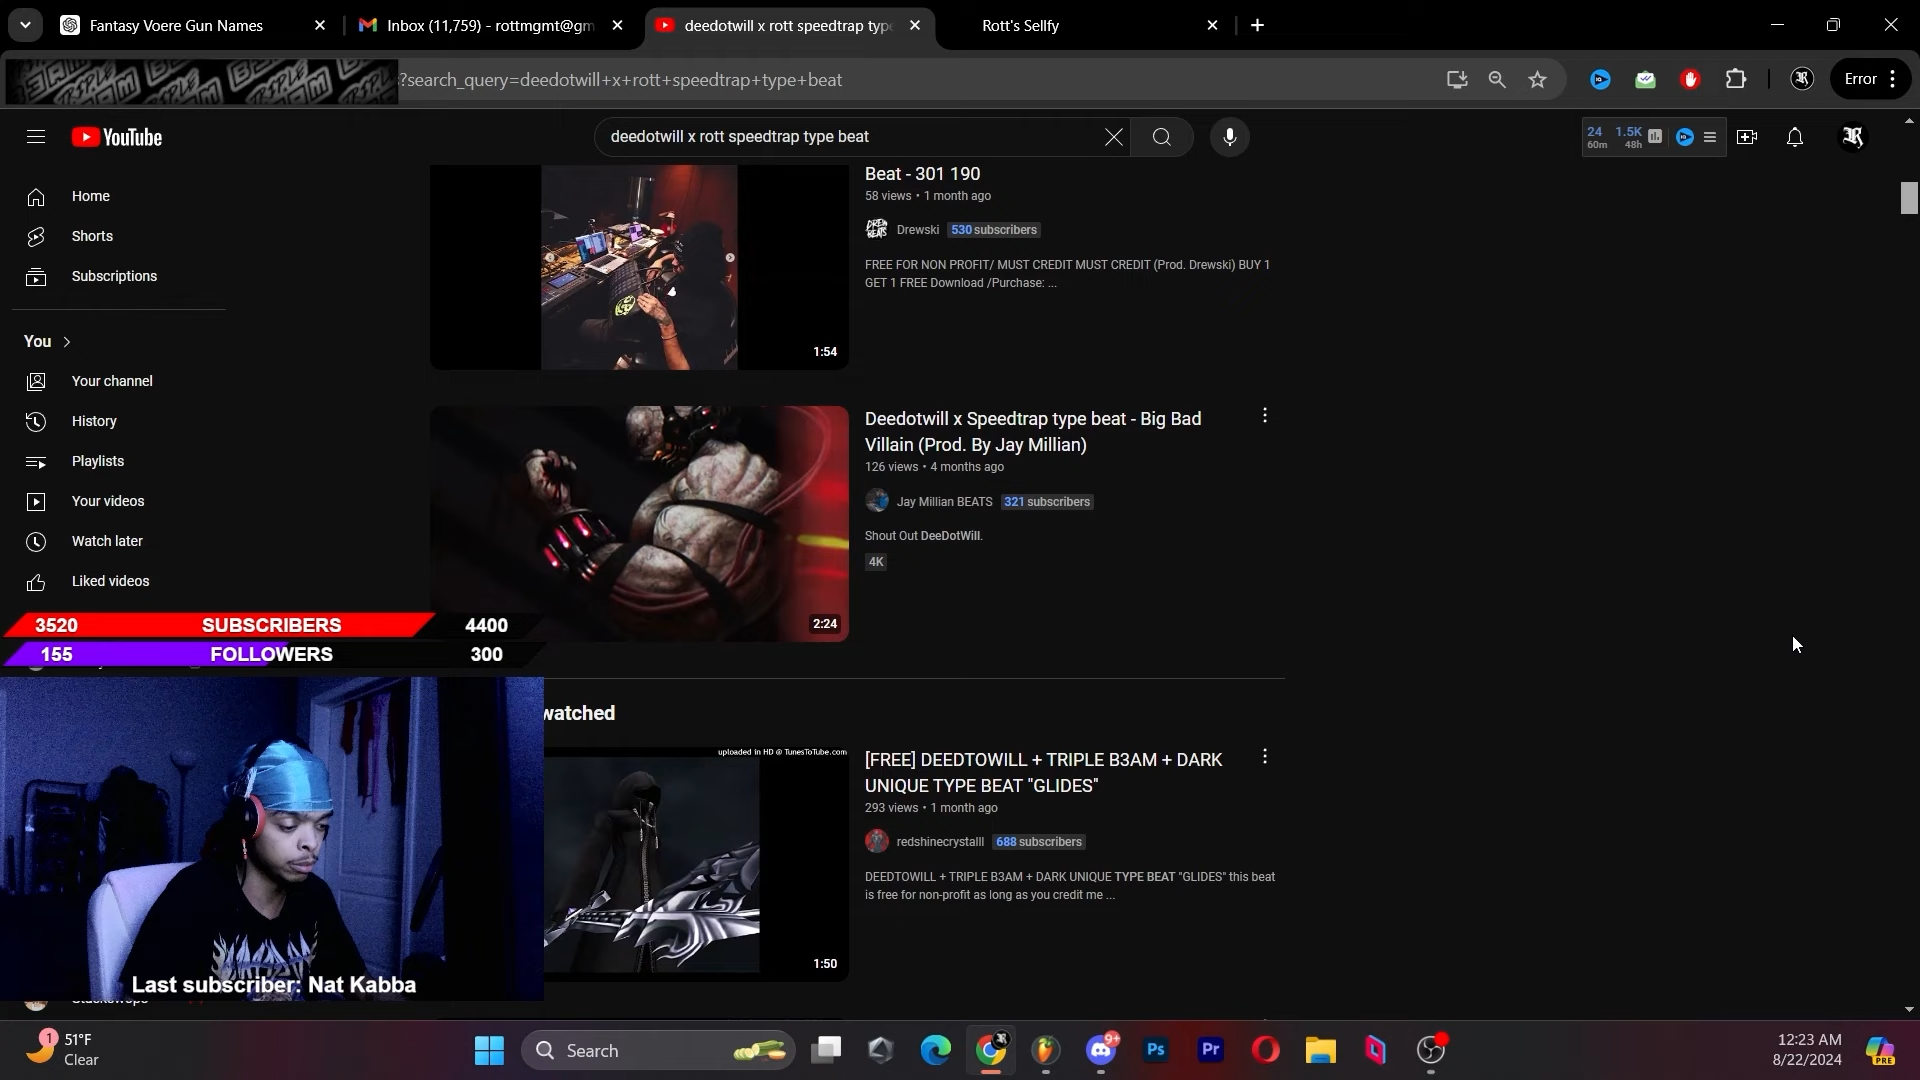 Fantasy Voere Gun Names
Inbox (11,759) - rottmgmt@gm
deedotwill x rott speedtrap type
Rott's Sellfy
?search_query=deedotwill+x+rott+speedtrap+type+beat
Error
YouTube
deedotwill x rott speedtrap type beat
24
60m
1.5K
48h
Home
Shorts
Subscriptions
You
Your channel
History
Playlists
Your videos
Watch later
Liked videos
1:54
Beat - 301 190
58 views • 1 month ago
Drewski 530 subscribers
FREE FOR NON PROFIT/ MUST CREDIT MUST CREDIT (Prod. Drewski) BUY 1
GET 1 FREE Download /Purchase: ...
2:24
Deedotwill x Speedtrap type beat - Big Bad
Villain (Prod. By Jay Millian)
126 views • 4 months ago
Jay Millian BEATS 321 subscribers
Shout Out DeeDotWill.
4K
3520 SUBSCRIBERS 4400
155 FOLLOWERS 300
watched
uploaded in HD @ TunesToTube.com
1:50
[FREE] DEEDTOWILL + TRIPLE B3AM + DARK
UNIQUE TYPE BEAT "GLIDES"
293 views • 1 month ago
redshinecrystalll 688 subscribers
DEEDTOWILL + TRIPLE B3AM + DARK UNIQUE TYPE BEAT "GLIDES" this beat
is free for non-profit as long as you credit me ...
Last subscriber: Nat Kabba
1
51°F
Clear
Search
9+
Ps
Pr
PRE
12:23 AM
8/22/2024